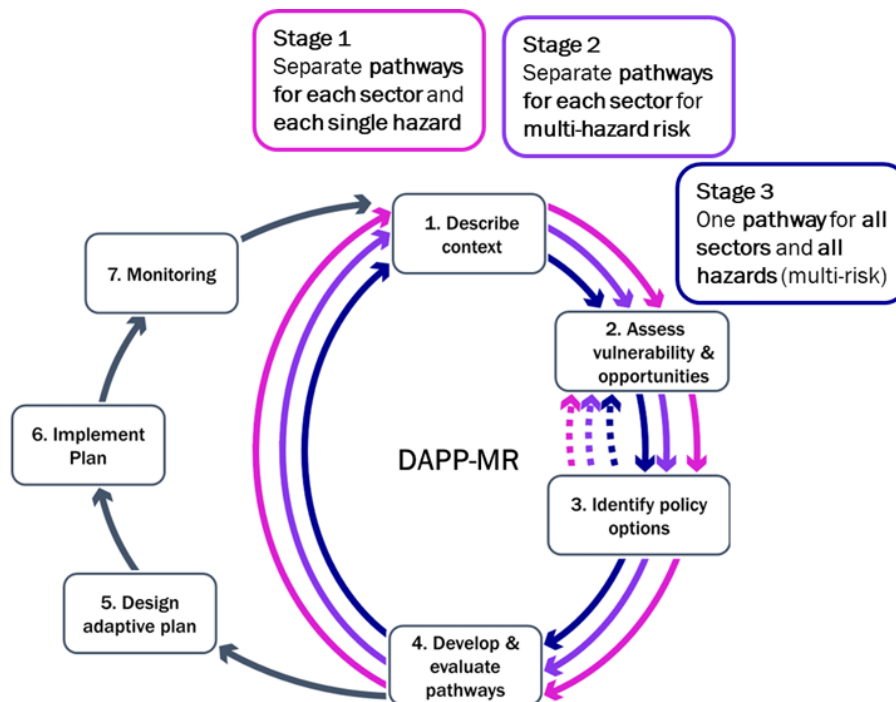 Stage 1
Separate pathways
for each sector and
each single hazard
Stage 2
Separate pathways
for each sector for
multi-hazard risk
Stage 3
One pathway for all
sectors and all
hazards (multi-risk)
1. Describe
context
2. Assess
vulnerability &
opportunities
3. Identify policy
options
4. Develop &
evaluate
pathways
5. Design
adaptive plan
6. Implement
Plan
7. Monitoring
DAPP-MR